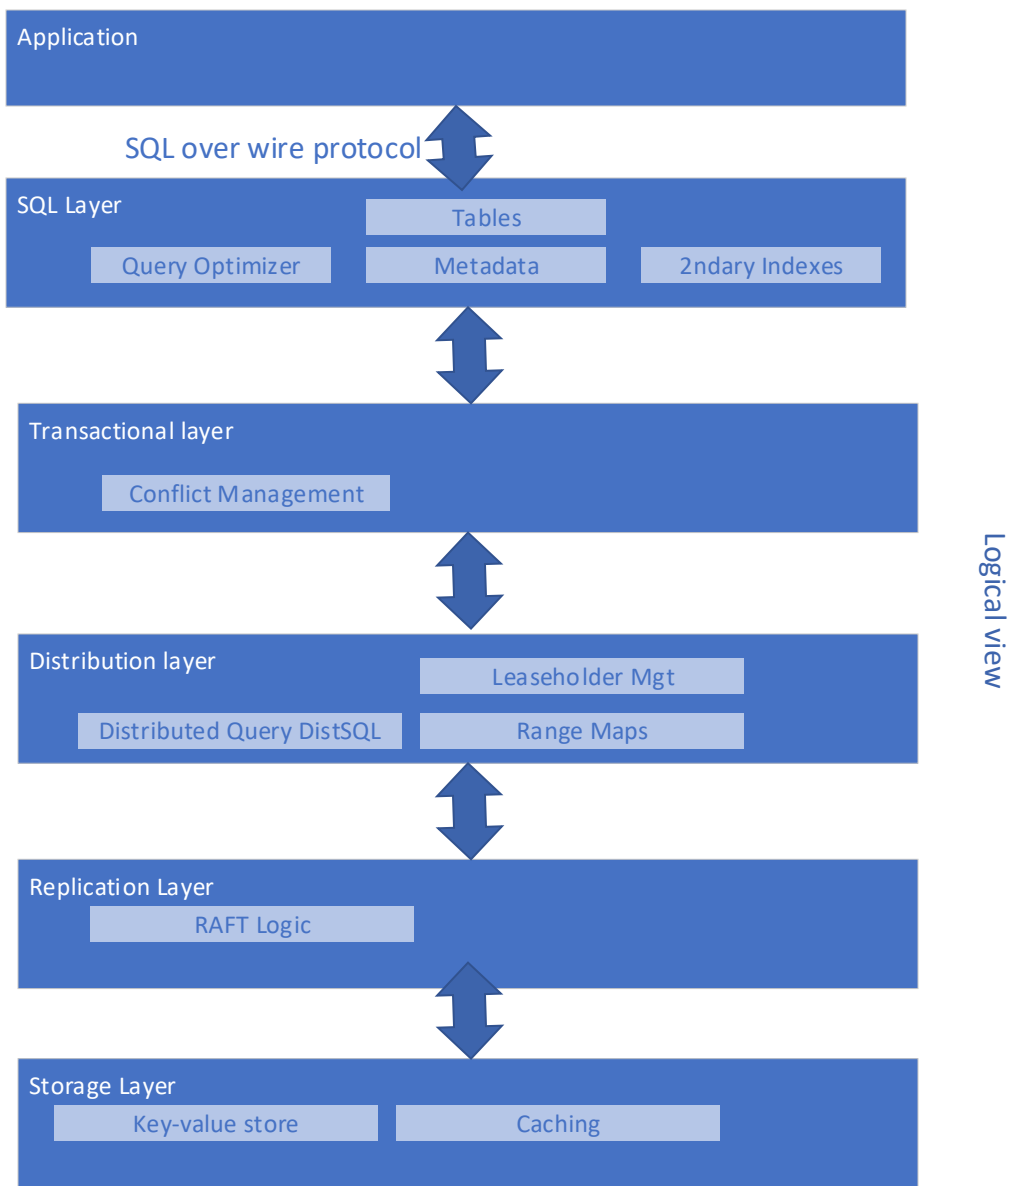 Application
SQL over wire protocol
SQL Layer
Tables
Query Optimizer
Metadata
2ndary Indexes
Transactional layer
Conflict Management
Logical view
Distribution layer
Leaseholder Mgt
Distributed Query DistSQL
Range Maps
Replication Layer
RAFT Logic
Storage Layer
Key-value store
Caching